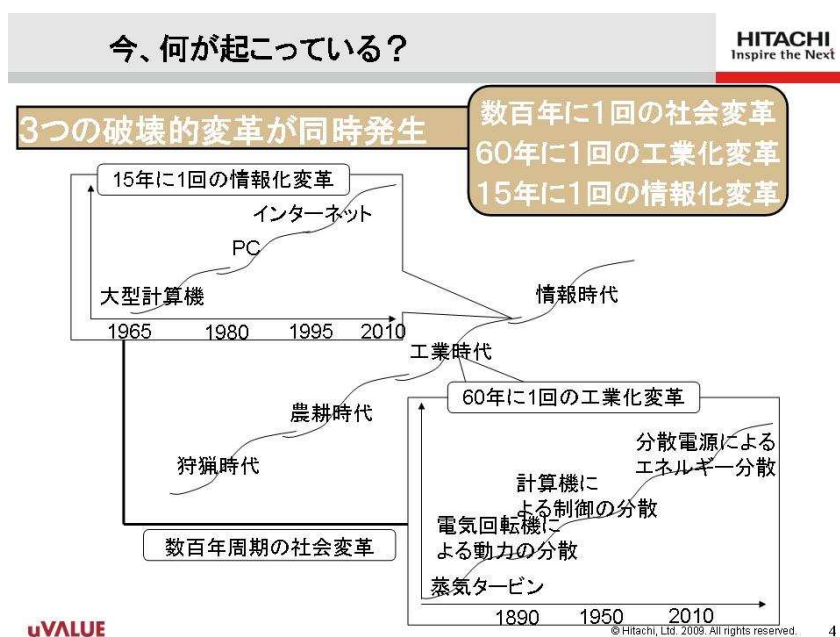 今、何が起こっている？
HITACHI
Inspire the Next
3つの破壊的変革が同時発生
数百年に1回の社会変革
60年に1回の工業化変革
15年に1回の情報化変革
15年に1回の情報化変革
インターネット
PC
大型計算機
1965 1980 1995 2010
情報時代
工業時代
農耕時代
狩猟時代
数百年周期の社会変革
60年に1回の工業化変革
分散電源による
エネルギー分散
計算機に
よる制御の分散
電気回転機に
よる動力の分散
蒸気タービン
1890 1950 2010
uVALUE
© Hitachi, Ltd. 2009. All rights reserved.
4